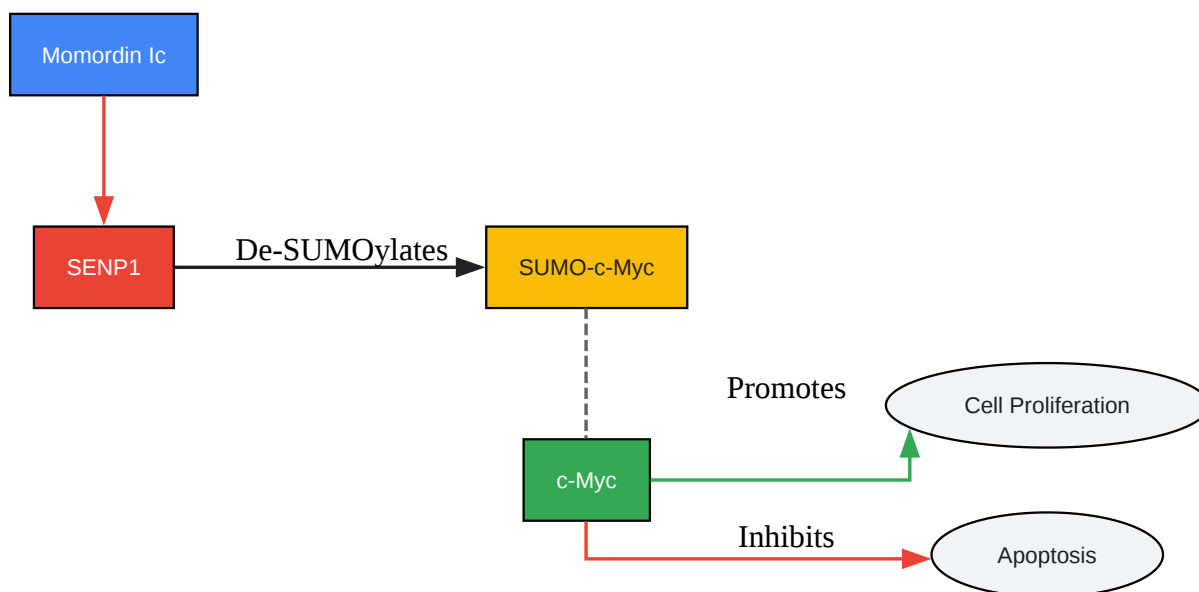 Momordin Ic
SENP1
De-SUMOylates
SUMO-c-Myc
Promotes
Cell Proliferation
c-Myc
Inhibits
Apoptosis